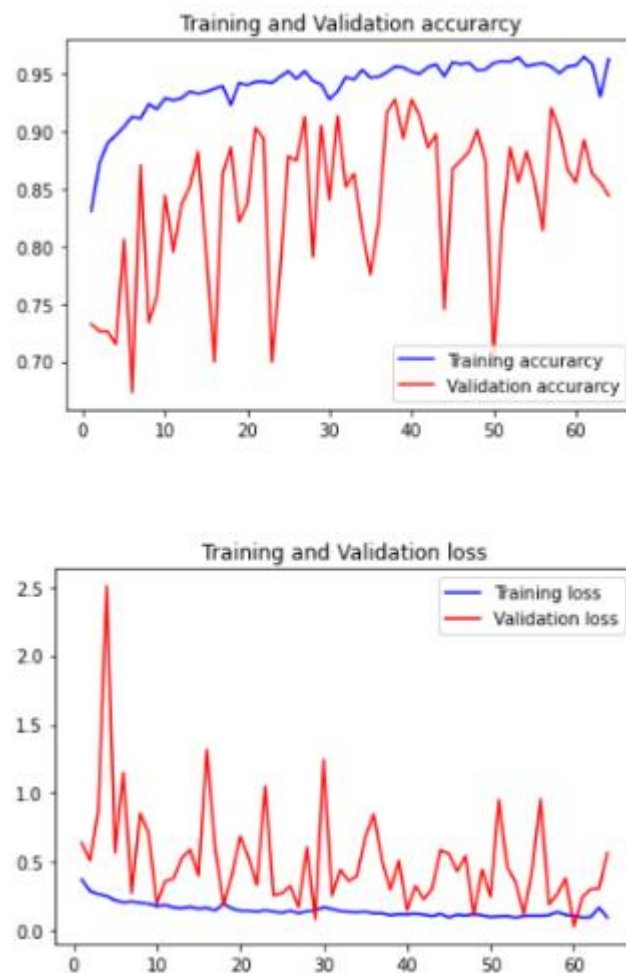 Training and Validation accurarcy
0.95
0.90
0.85
0.80
0.75
0.70
Training accurarcy
Validation accurarcy
0 10 20 30 40 50 60
Training and Validation loss
2.5
2.0
1.5
1.0
0.5
0.0
Training loss
Validation loss
0 10 20 30 40 50 60